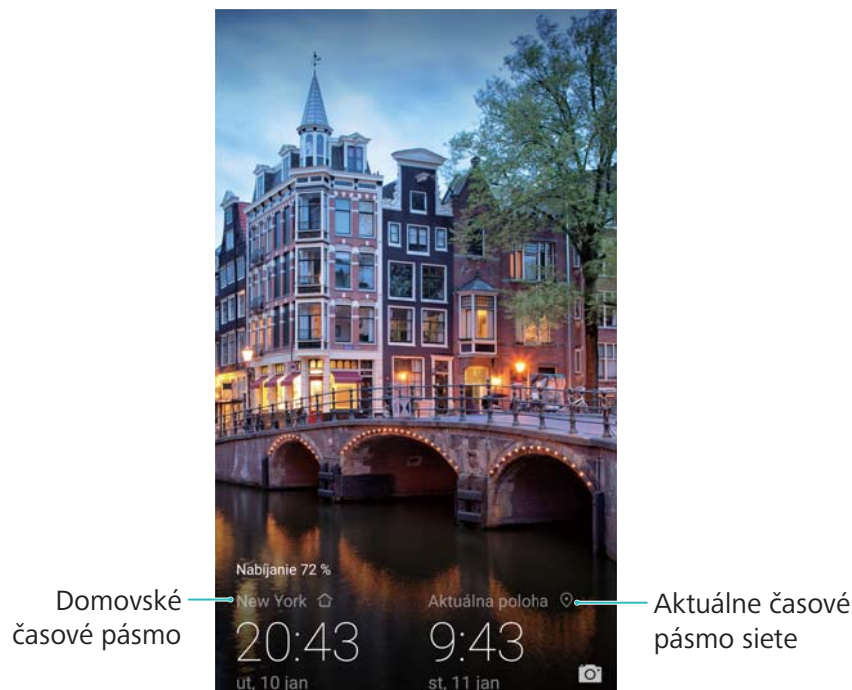 Nabíjanie 72 %
Domovské
časové pásmo
New York
Aktuálna poloha
Aktuálne časové
pásmo siete
20:43
9:43
ut, 10 jan
st, 11 jan